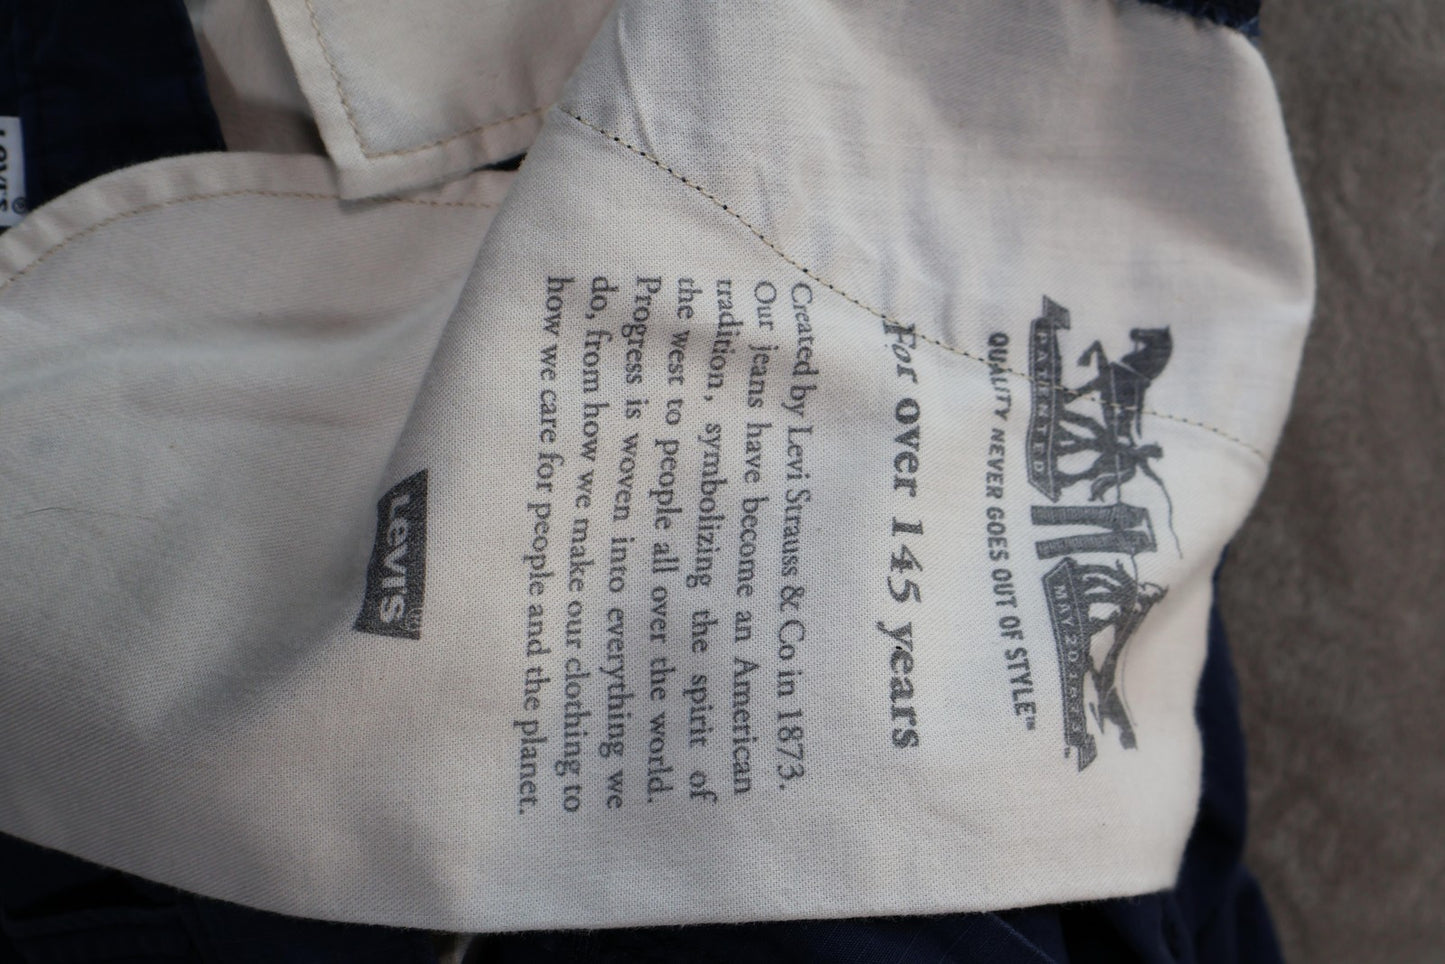 PATENTED
MAY 20 1873
TM
QUALITY NEVER GOES OUT OF STYLE™
For over 145 years
Created by Levi Strauss & Co in 1873.
Our jeans have become an American
tradition, symbolizing the spirit of
the west to people all over the world.
Progress is woven into everything we
do, from how we make our clothing to
how we care for people and the planet.
Levi's
Levi's®